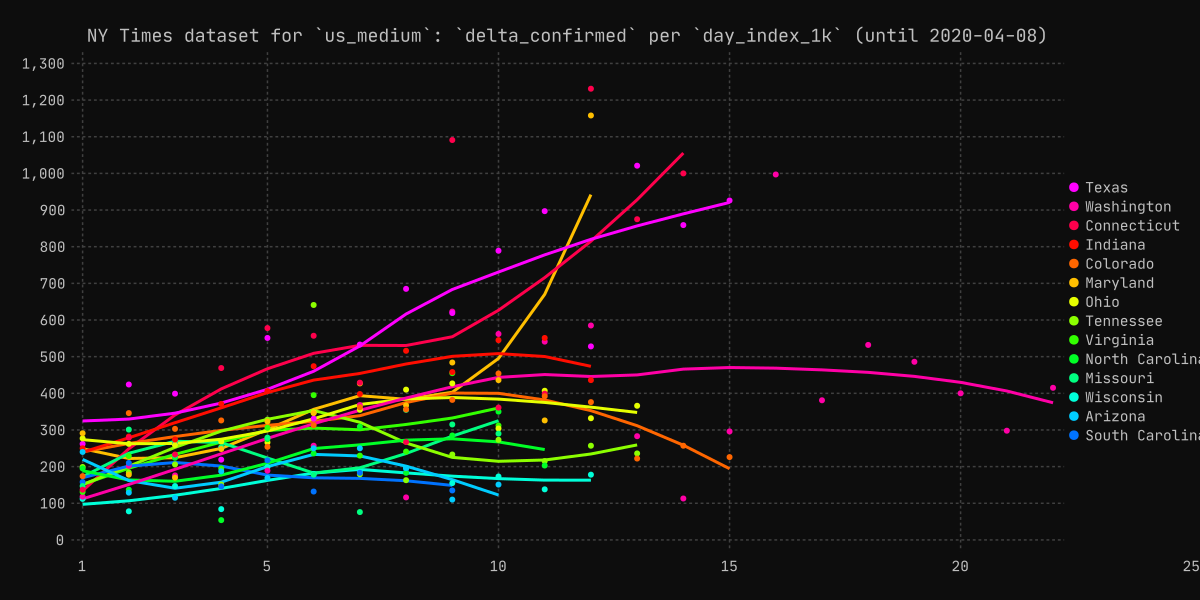 NY Times dataset for `us_medium`: `delta_confirmed` per `day_index_1k` (until 2020-04-08)
1,300
1,200
1,100
1,000
900
800
700
600
500
400
300
200
100
0
1 5 10 15 20 25
Texas
Washington
Connecticut
Indiana
Colorado
Maryland
Ohio
Tennessee
Virginia
North Carolina
Missouri
Wisconsin
Arizona
South Carolina